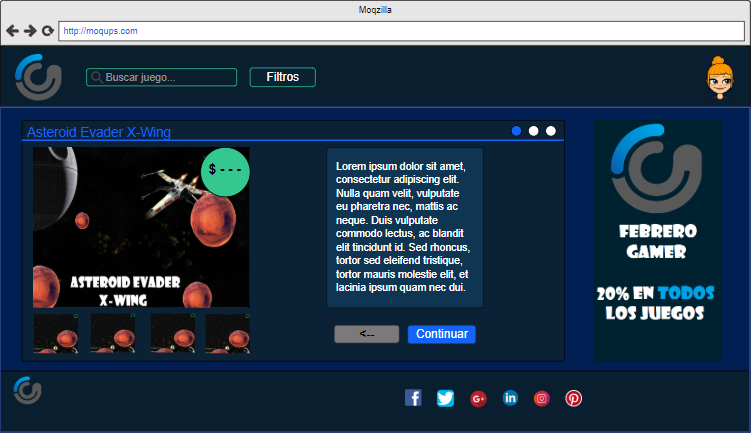 Moqzilla
http://moqups.com
Buscar juego...
Filtros
Asteroid Evader X-Wing
$ - - -
ASTEROID EVADER
X-WING
Lorem ipsum dolor sit amet,
consectetur adipiscing elit.
Nulla quam velit, vulputate
eu pharetra nec, mattis ac
neque. Duis vulputate
commodo lectus, ac blandit
elit tincidunt id. Sed rhoncus,
tortor sed eleifend tristique,
tortor mauris molestie elit, et
lacinia ipsum quam nec dui.
<--
Continuar
FEBRERO
GAMER
20% EN TODOS
LOS JUEGOS